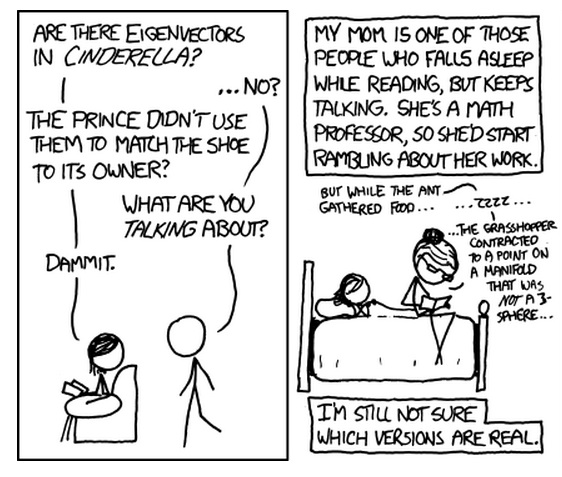 ARE THERE EIGENVECTORS
IN CINDERELLA?
...NO?
THE PRINCE DIDN'T USE
THEM TO MATCH THE SHOE
TO ITS OWNER?
WHAT ARE YOU
TALKING ABOUT?
DAMMIT.
MY MOM IS ONE OF THOSE
PEOPLE WHO FALLS ASLEEP
WHILE READING, BUT KEEPS
TALKING. SHE'S A MATH
PROFESSOR, SO SHE'D START
RAMBLING ABOUT HER WORK.
BUT WHILE THE ANT
GATHERED FOOD...
...ZZZZ...
...THE GRASSHOPPER
CONTRACTED
TO A POINT ON
A MANIFOLD
THAT WAS
NOT A 3-
SPHERE...
I'M STILL NOT SURE
WHICH VERSIONS ARE REAL.